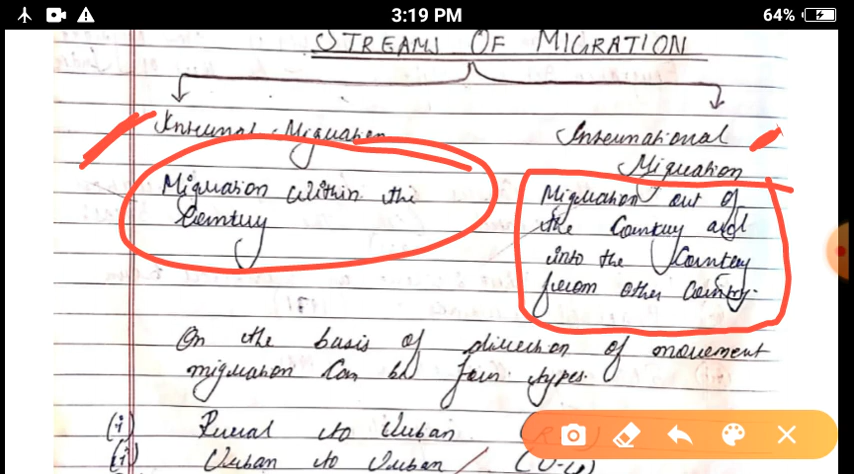 3:19 PM
64%
STREAMS OF MIGRATION
Internal Migration
International
Migration
Migration within the
Country
Migration out of
the Country and
into the Country
from other Country.
On the basis of direction of movement
migration can be four types.
(i) Rural to Urban
(ii) Urban to Urban (U-U)